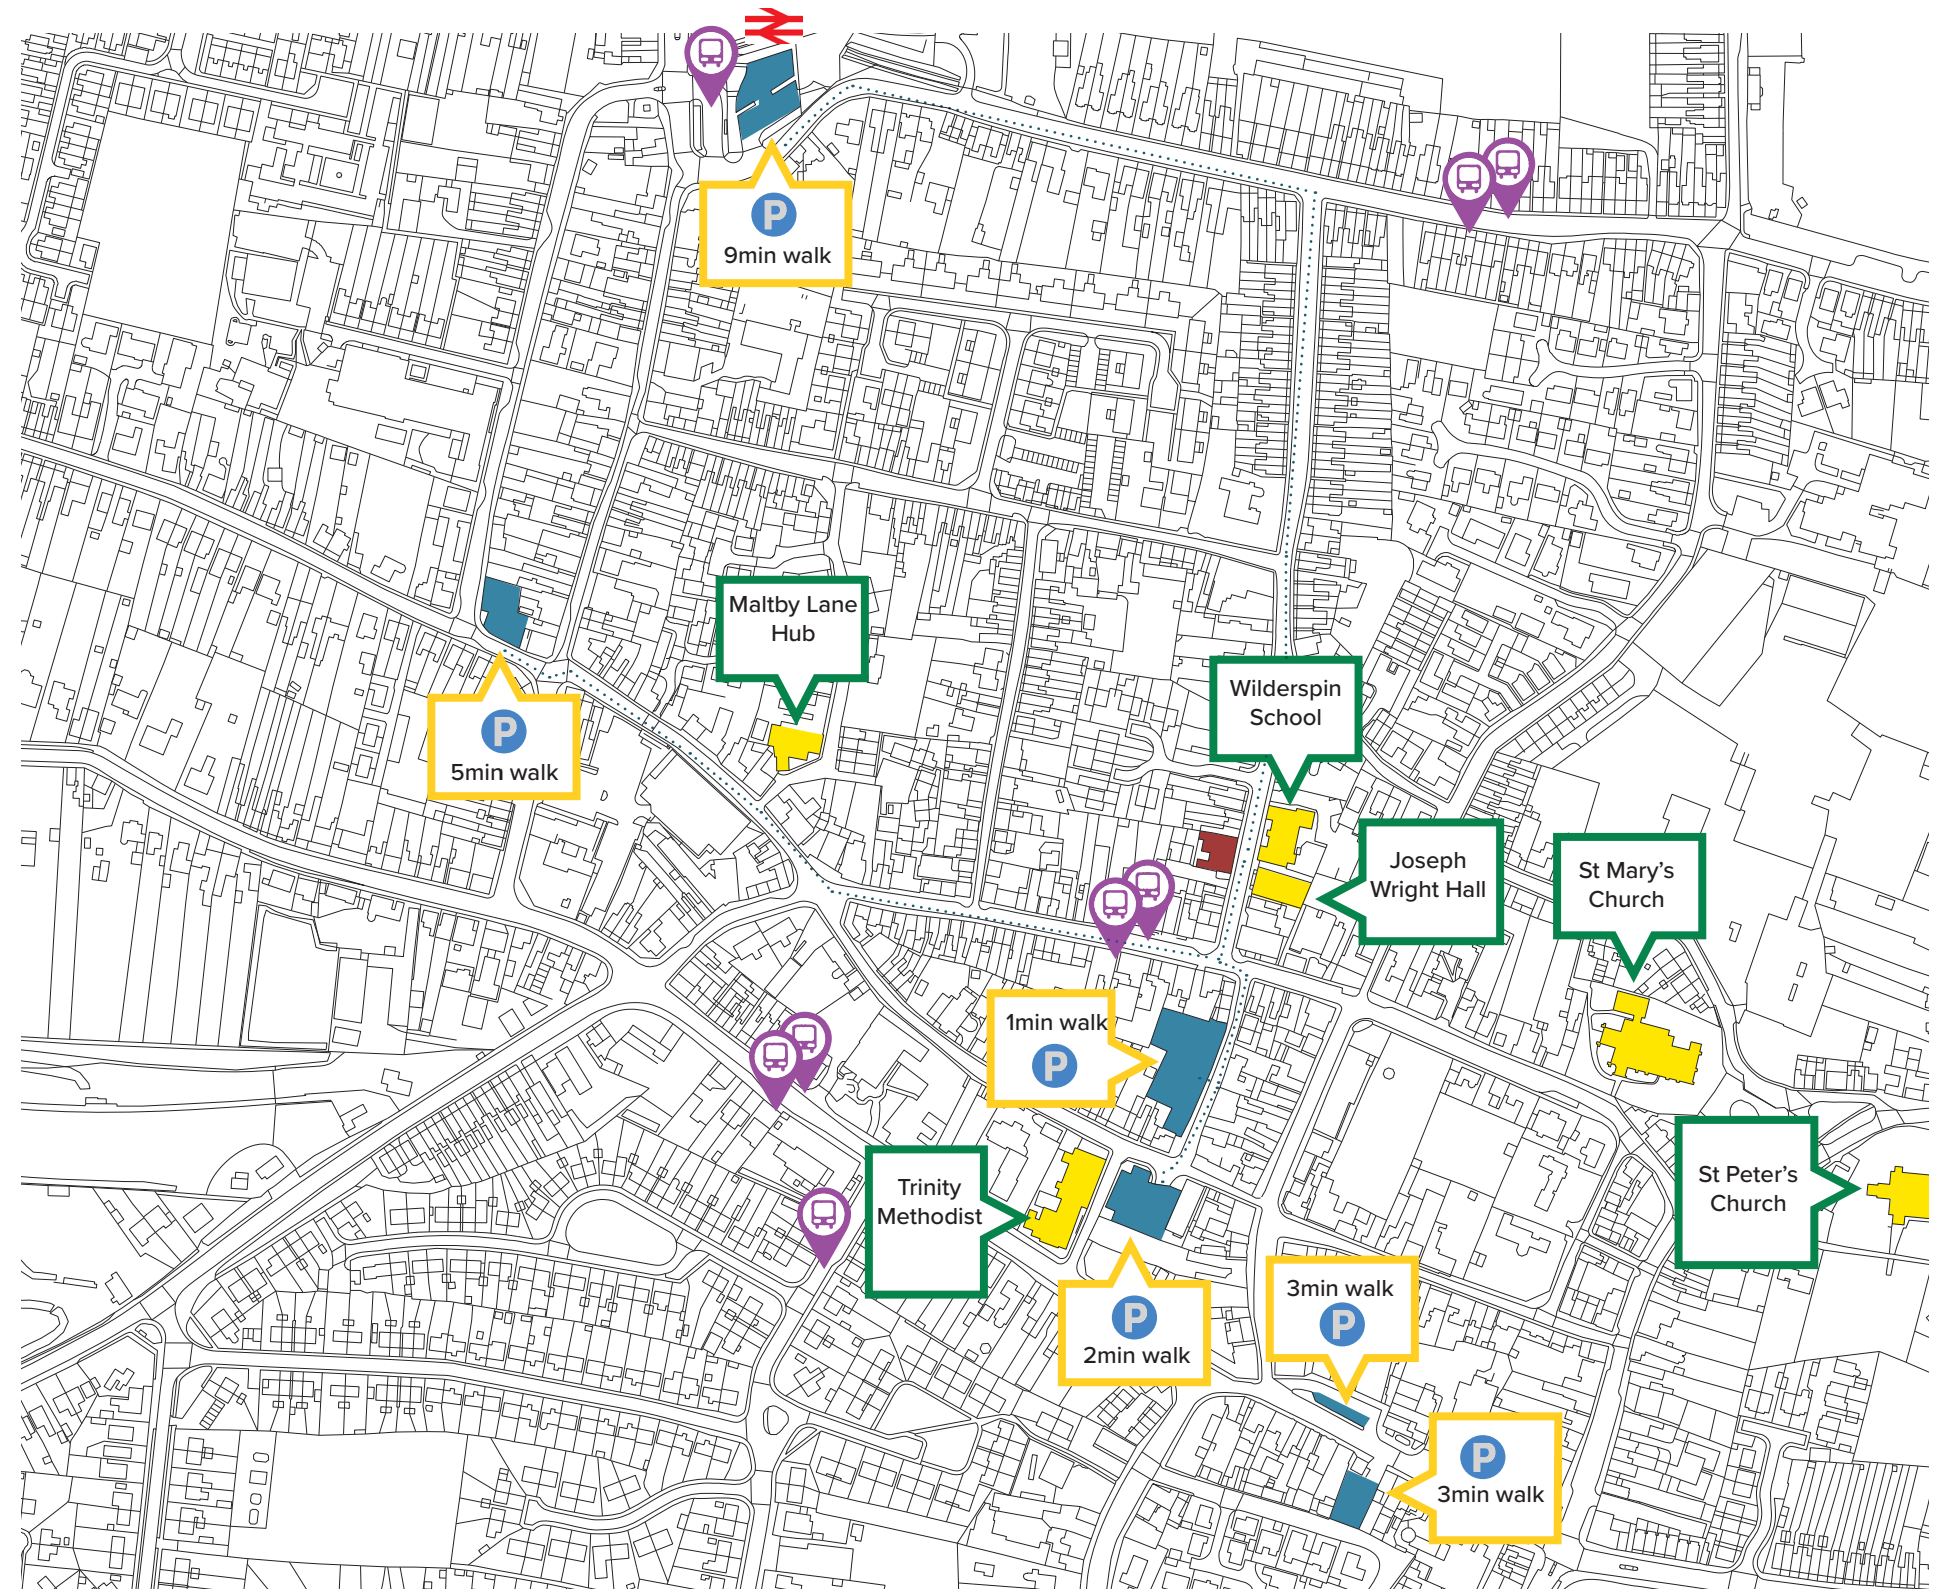 P
9min walk
Maltby Lane
Hub
Wilderspin
School
P
5min walk
Joseph
Wright Hall
St Mary's
Church
1min walk
P
St Peter's
Church
Trinity
Methodist
P
2min walk
3min walk
P
P
3min walk